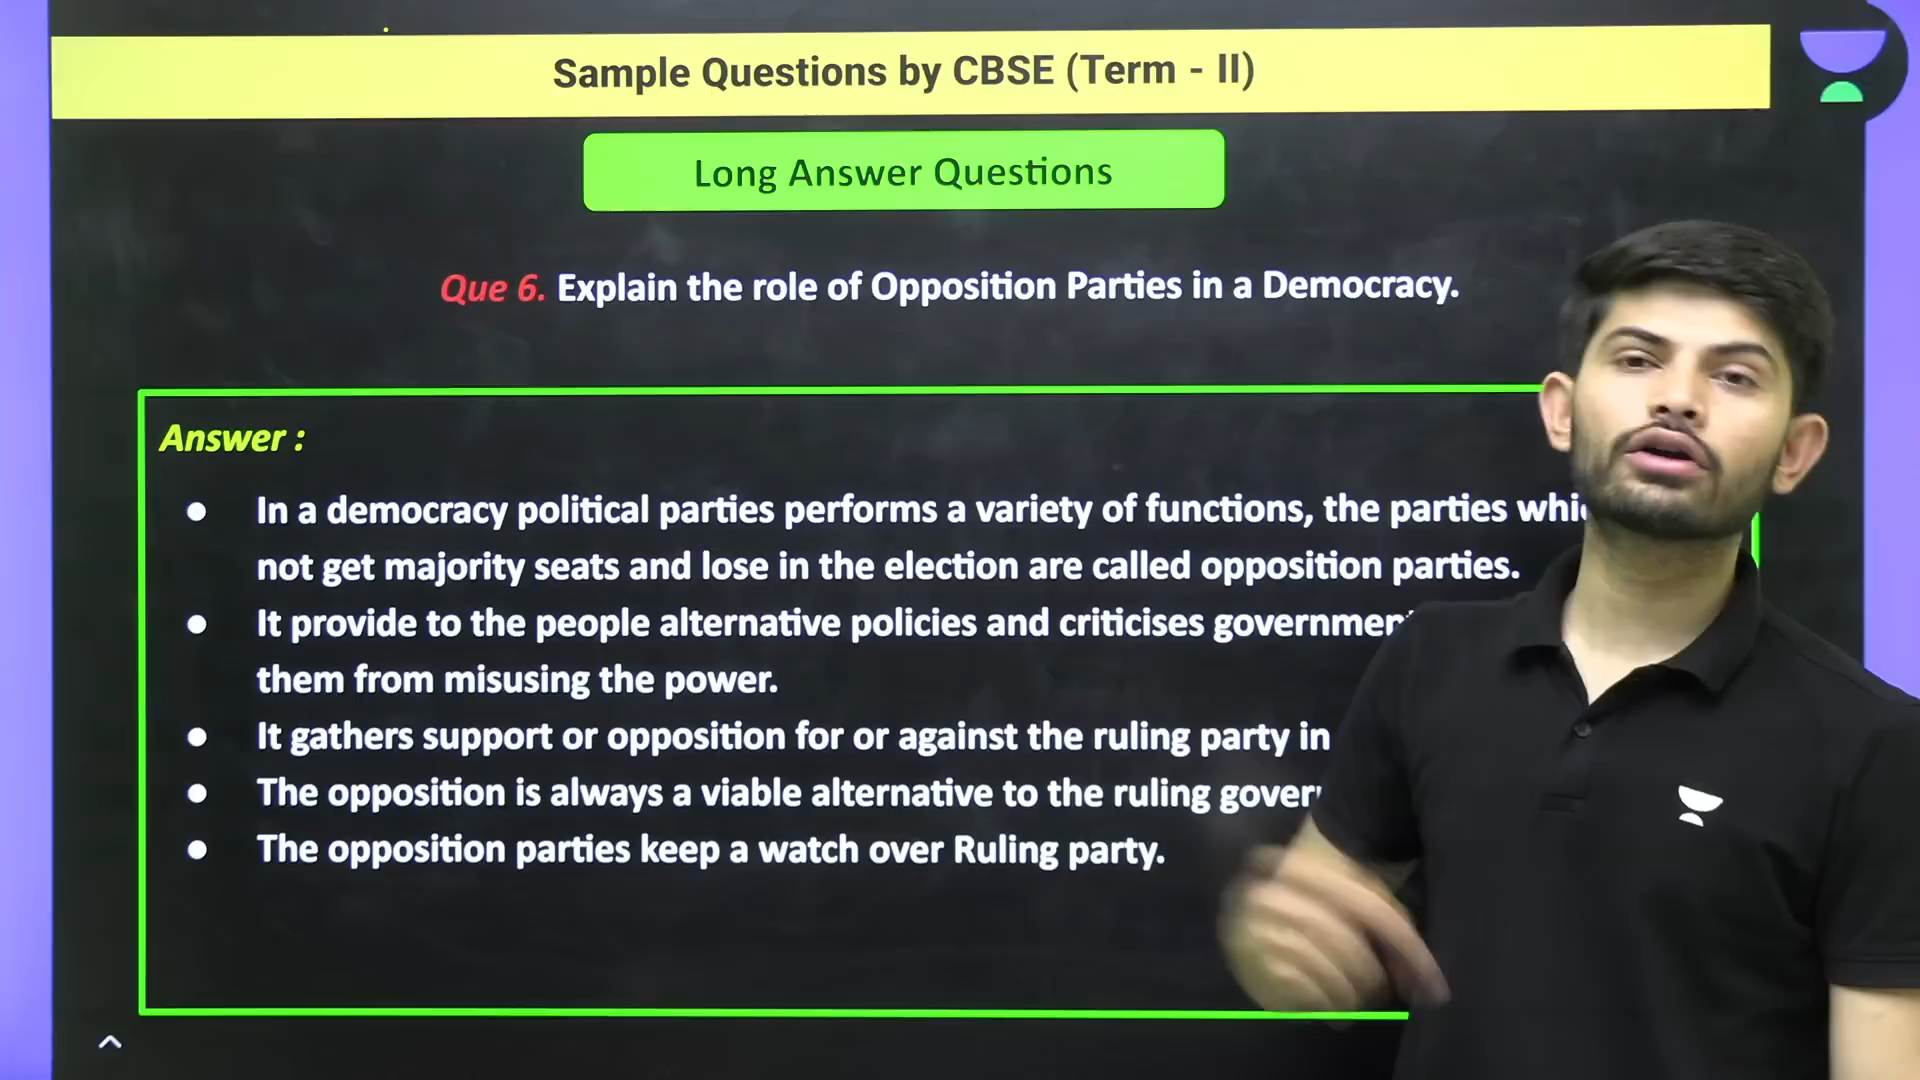 Sample Questions by CBSE (Term - II)
Long Answer Questions
Que 6. Explain the role of Opposition Parties in a Democracy.
Answer :
In a democracy political parties performs a variety of functions, the parties
not get majority seats and lose in the election are called opposition parties.
It provide to the people alternative policies and criticises
them from misusing the power.
It gathers support or opposition for or against the ruling party in
The opposition is always a viable alternative to the ruling
The opposition parties keep a watch over Ruling party.